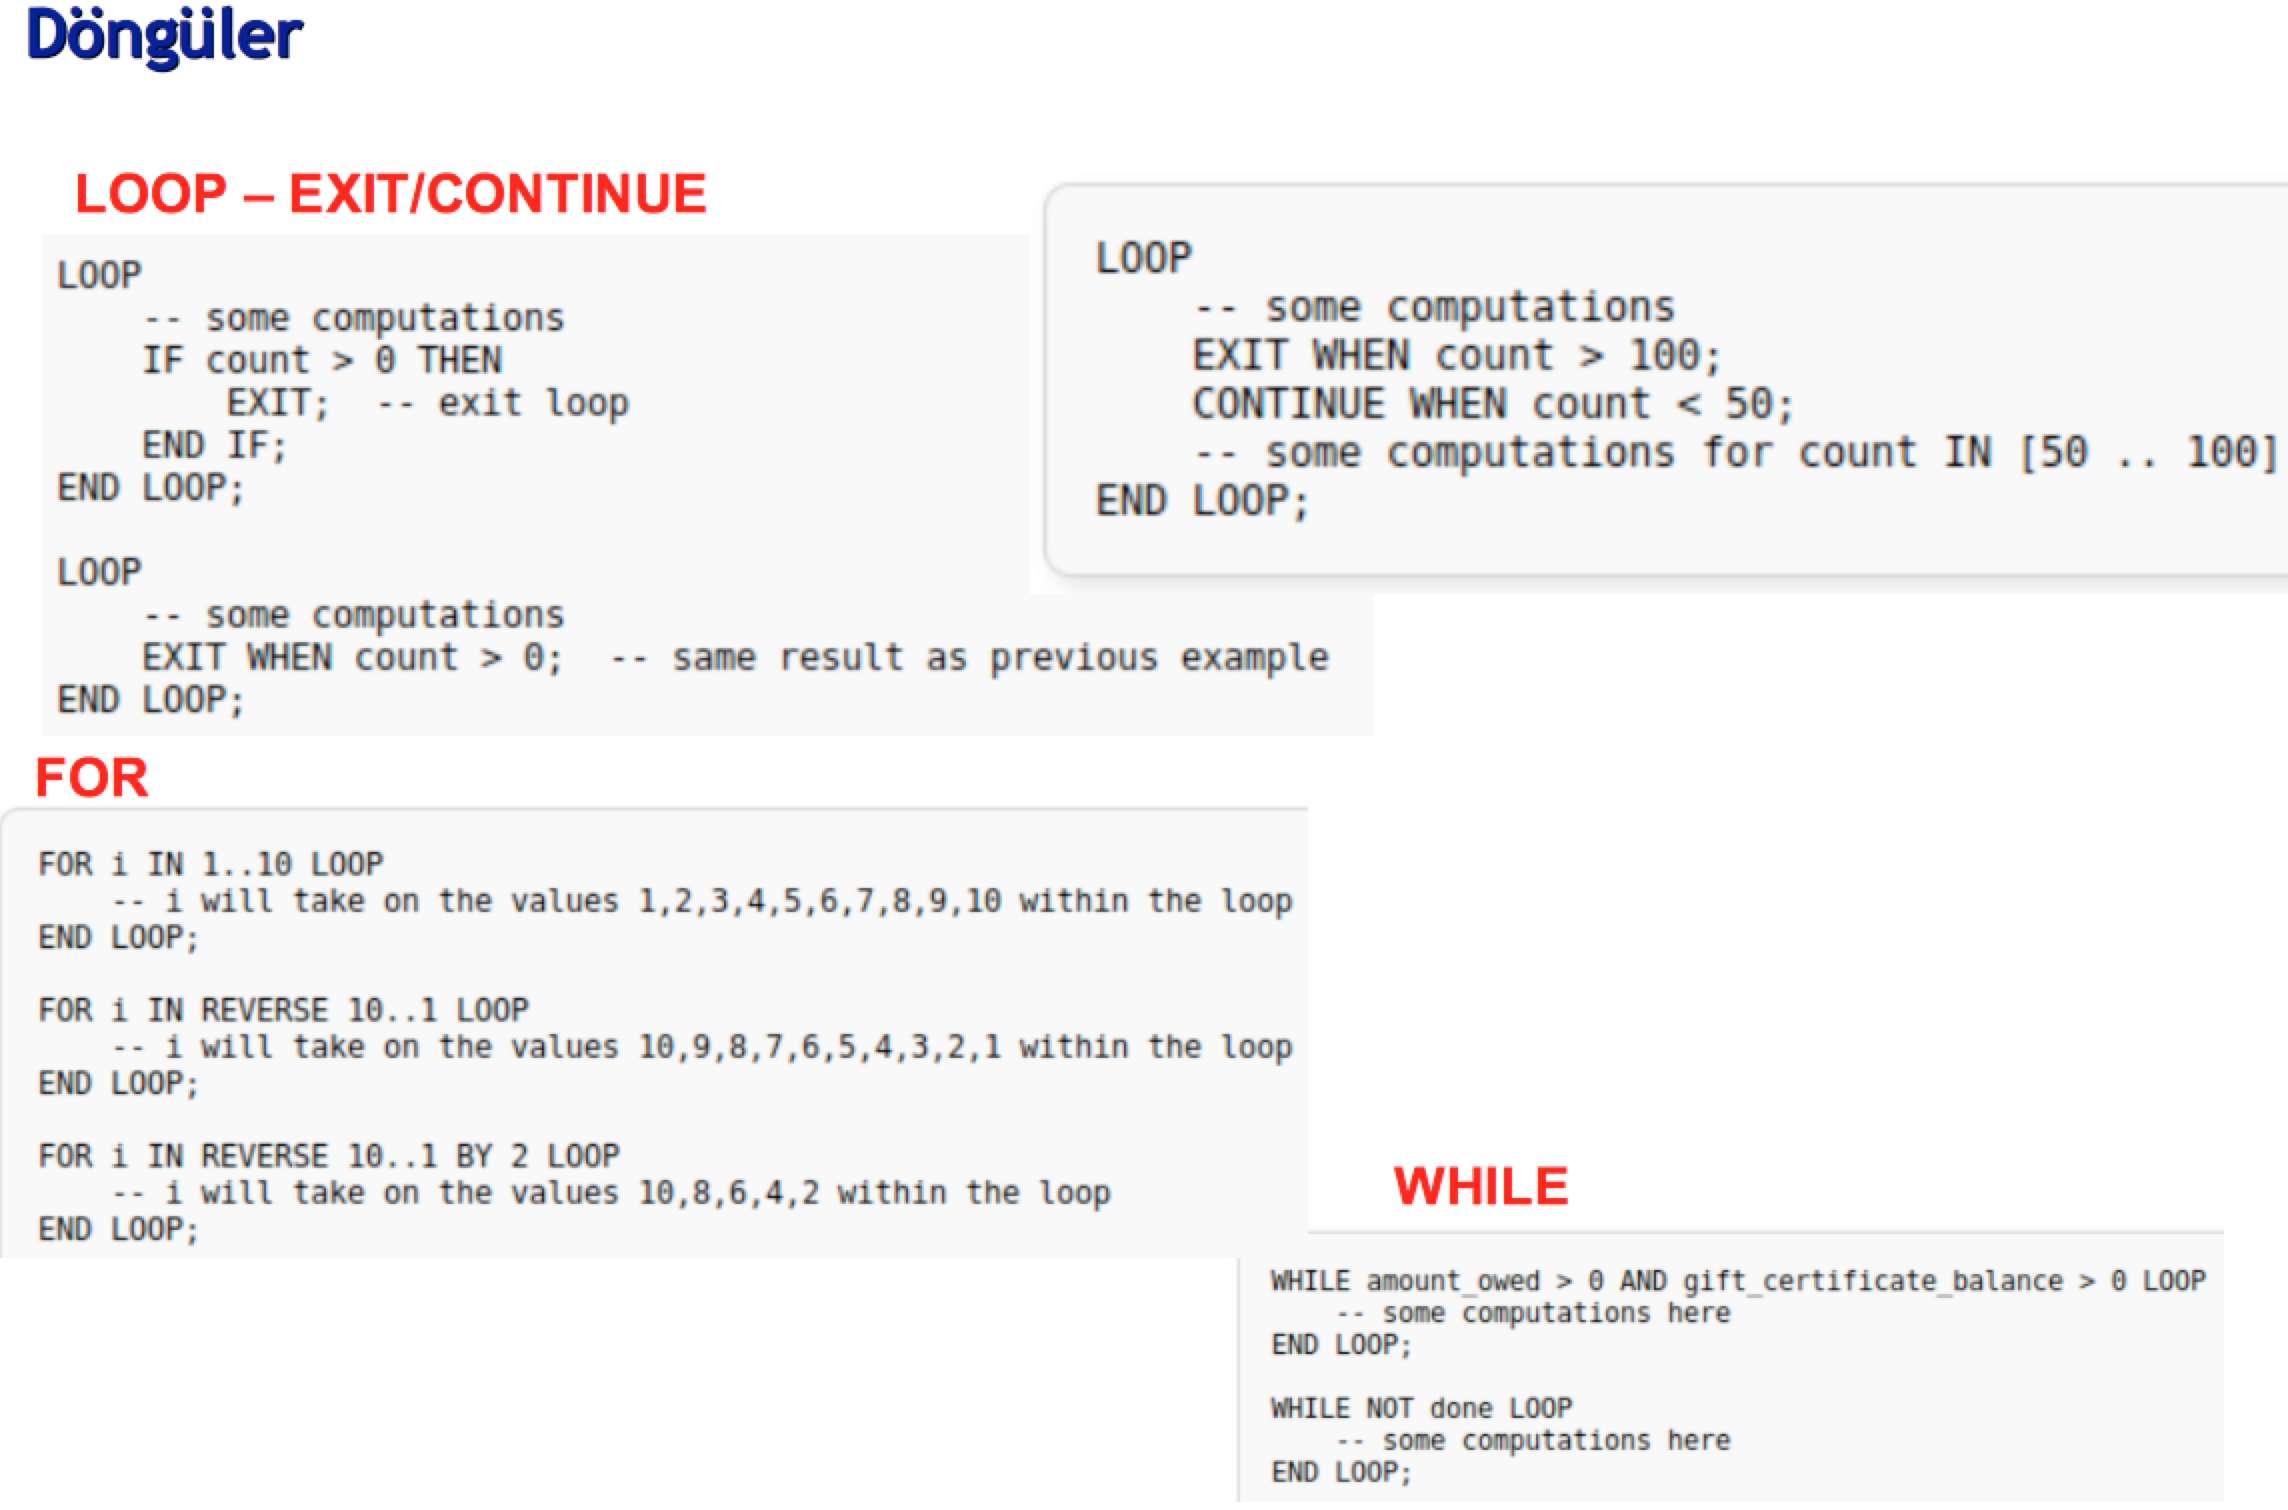 Döngüler
LOOP – EXIT/CONTINUE
LOOP
    -- some computations
    IF count > 0 THEN
        EXIT;  -- exit loop
    END IF;
END LOOP;

LOOP
    -- some computations
    EXIT WHEN count > 0;  -- same result as previous example
END LOOP;
LOOP
    -- some computations
    EXIT WHEN count > 100;
    CONTINUE WHEN count < 50;
    -- some computations for count IN [50 .. 100]
END LOOP;
FOR
FOR i IN 1..10 LOOP
    -- i will take on the values 1,2,3,4,5,6,7,8,9,10 within the loop
END LOOP;

FOR i IN REVERSE 10..1 LOOP
    -- i will take on the values 10,9,8,7,6,5,4,3,2,1 within the loop
END LOOP;

FOR i IN REVERSE 10..1 BY 2 LOOP
    -- i will take on the values 10,8,6,4,2 within the loop
END LOOP;
WHILE
WHILE amount_owed > 0 AND gift_certificate_balance > 0 LOOP
    -- some computations here
END LOOP;

WHILE NOT done LOOP
    -- some computations here
END LOOP;